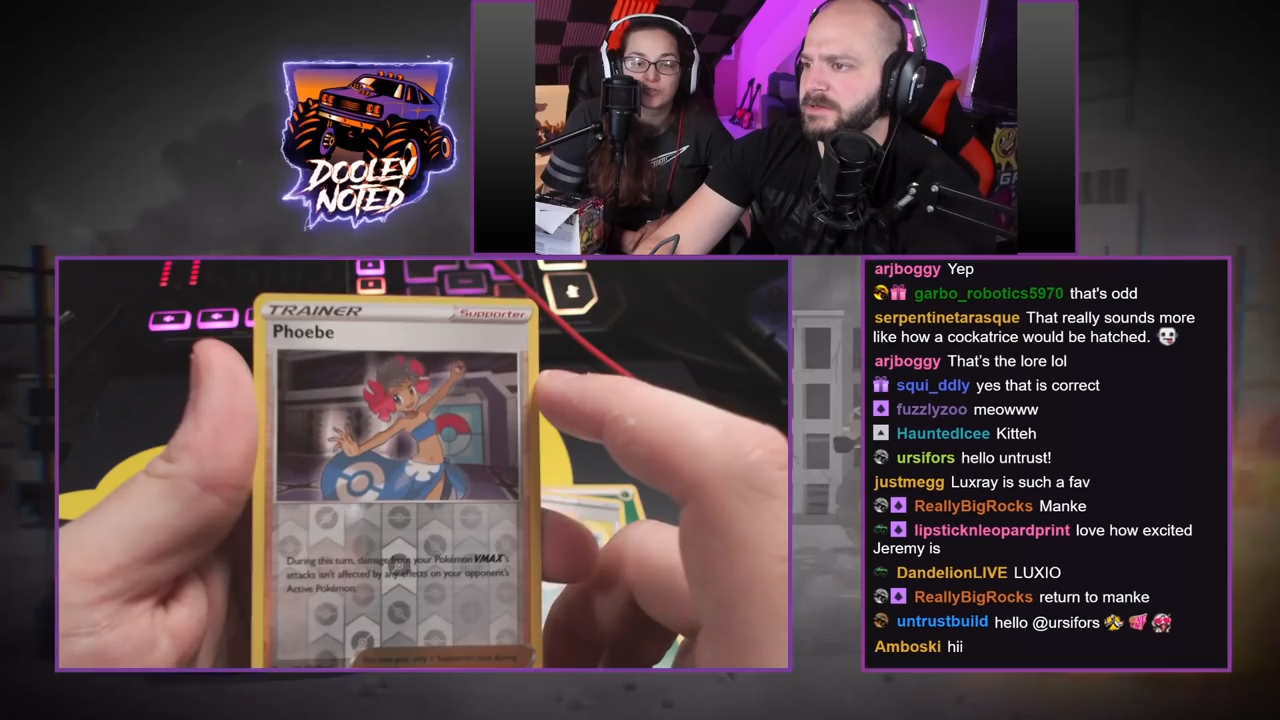 DOOLEY
NOTED
TRAINER
Supporter
Phoebe
During this turn, damage from your Pokémon VMAX's
attacks isn't affected by any effects on your opponent's
Active Pokémon.
arjboggy Yep
garbo_robotics5970 that's odd
serpentinetarasque That really sounds more
like how a cockatrice would be hatched.
arjboggy That's the lore lol
squi_ddly yes that is correct
fuzzlyzoo meowww
HauntedIcee Kitteh
ursifors hello untrust!
justmegg Luxray is such a fav
ReallyBigRocks Manke
lipsticknleopardprint love how excited
Jeremy is
DandelionLIVE LUXIO
ReallyBigRocks return to manke
untrustbuild hello @ursifors
Amboski hii